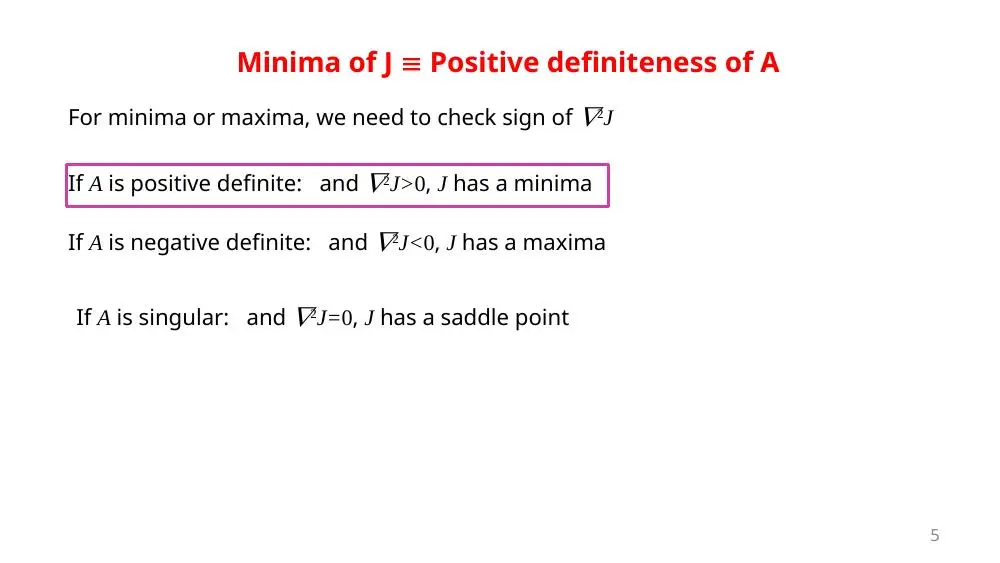 Minima of J ≡ Positive definiteness of A
For minima or maxima, we need to check sign of ∇²J
If A is positive definite: and ∇²J>0, J has a minima
If A is negative definite: and ∇²J<0, J has a maxima
If A is singular: and ∇²J=0, J has a saddle point
5